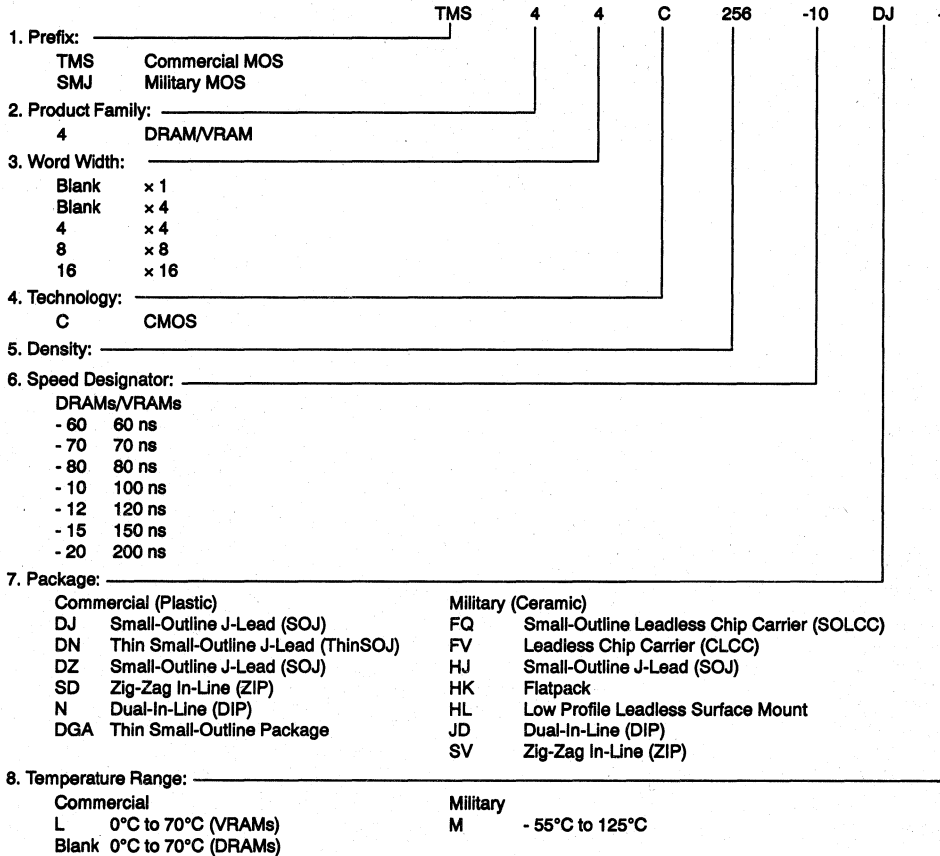 TMS 4 4 C 256 -10 DJ
1. Prefix:
TMS Commercial MOS
SMJ Military MOS
2. Product Family:
4 DRAM/VRAM
3. Word Width:
Blank × 1
Blank × 4
4 × 4
8 × 8
16 × 16
4. Technology:
C CMOS
5. Density:
6. Speed Designator:
DRAMs/VRAMs
- 60 60 ns
- 70 70 ns
- 80 80 ns
- 10 100 ns
- 12 120 ns
- 15 150 ns
- 20 200 ns
7. Package:
Commercial (Plastic) Military (Ceramic)
DJ Small-Outline J-Lead (SOJ) FQ Small-Outline Leadless Chip Carrier (SOLCC)
DN Thin Small-Outline J-Lead (ThinSOJ) FV Leadless Chip Carrier (CLCC)
DZ Small-Outline J-Lead (SOJ) HJ Small-Outline J-Lead (SOJ)
SD Zig-Zag In-Line (ZIP) HK Flatpack
N Dual-In-Line (DIP) HL Low Profile Leadless Surface Mount
DGA Thin Small-Outline Package JD Dual-In-Line (DIP)
SV Zig-Zag In-Line (ZIP)
8. Temperature Range:
Commercial Military
L 0°C to 70°C (VRAMs) M - 55°C to 125°C
Blank 0°C to 70°C (DRAMs)